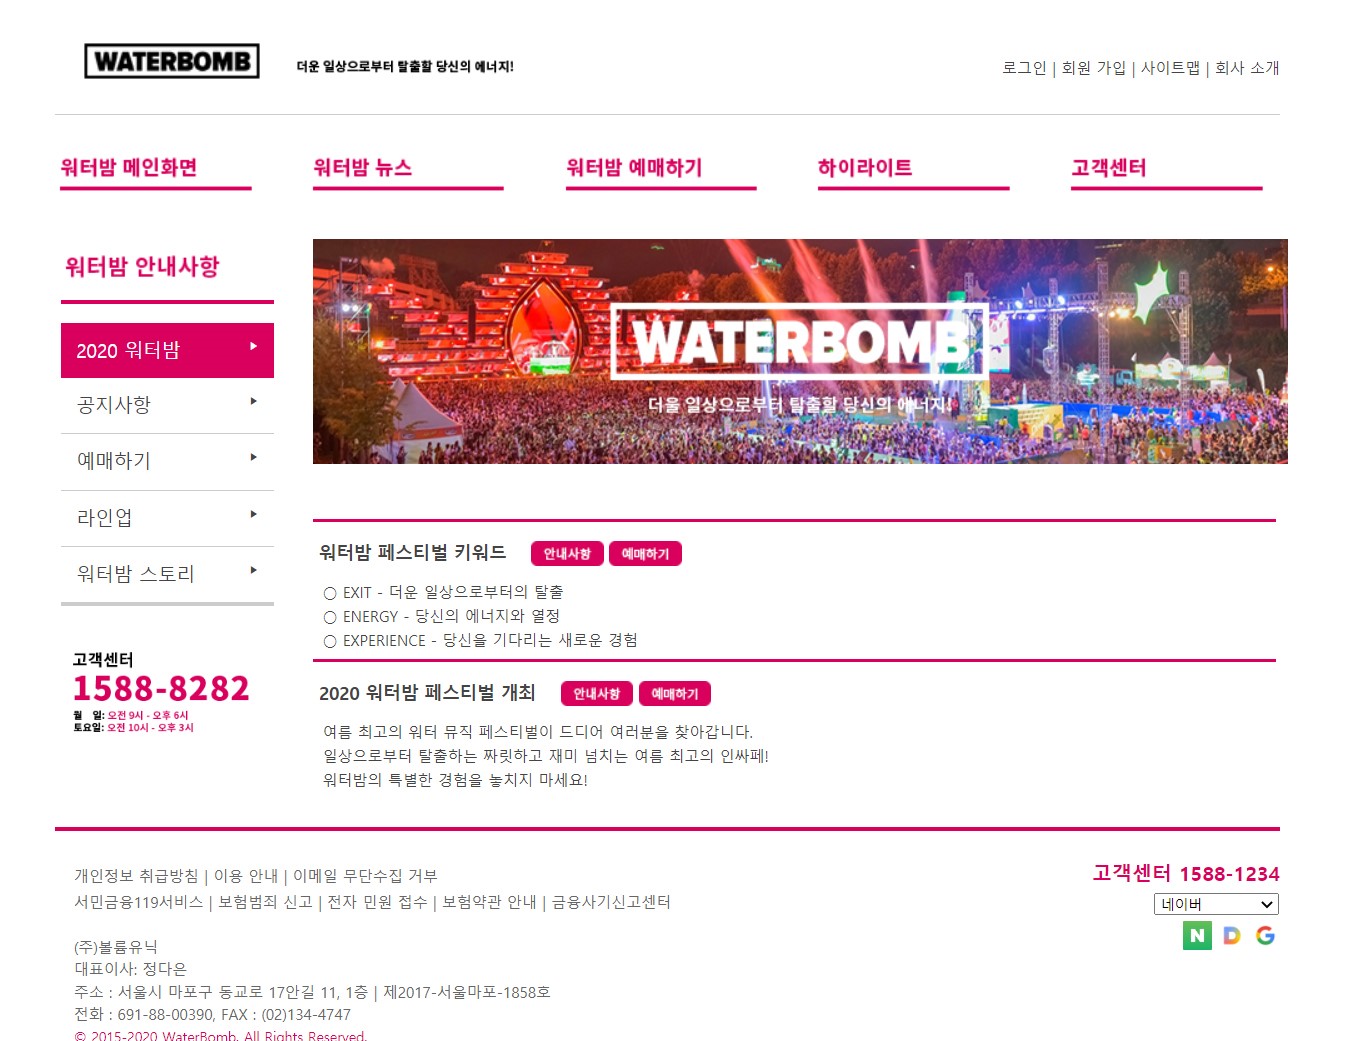 WATERBOMB
더운 일상으로부터 탈출할 당신의 에너지!
로그인 | 회원 가입 | 사이트맵 | 회사 소개
워터밤 메인화면
워터밤 뉴스
워터밤 예매하기
하이라이트
고객센터
워터밤 안내사항
2020 워터밤
공지사항
예매하기
라인업
워터밤 스토리
고객센터
1588-8282
월 일: 오전 9시 - 오후 6시
토요일: 오전 10시 - 오후 3시
WATERBOMB
더울 일상으로부터 탈출할 당신의 에너지!
워터밤 페스티벌 키워드 안내사항 예매하기
○ EXIT - 더운 일상으로부터의 탈출
○ ENERGY - 당신의 에너지와 열정
○ EXPERIENCE - 당신을 기다리는 새로운 경험
2020 워터밤 페스티벌 개최 안내사항 예매하기
여름 최고의 워터 뮤직 페스티벌이 드디어 여러분을 찾아갑니다.
일상으로부터 탈출하는 짜릿하고 재미 넘치는 여름 최고의 인싸페!
워터밤의 특별한 경험을 놓치지 마세요!
개인정보 취급방침 | 이용 안내 | 이메일 무단수집 거부
서민금융119서비스 | 보험범죄 신고 | 전자 민원 접수 | 보험약관 안내 | 금융사기신고센터
(주)볼륨유닉
대표이사: 정다은
주소 : 서울시 마포구 동교로 17안길 11, 1층 | 제2017-서울마포-1858호
전화 : 691-88-00390, FAX : (02)134-4747
© 2015-2020 WaterBomb. All Rights Reserved.
고객센터 1588-1234
네이버
N D G